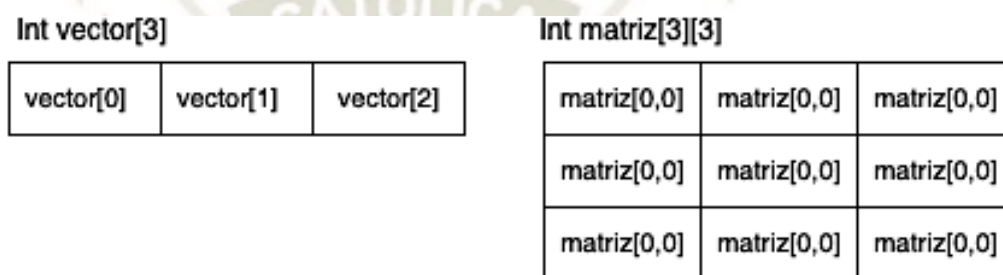 CATOLICA
Int vector[3]
vector[0] vector[1] vector[2]
Int matriz[3][3]
matriz[0,0] matriz[0,0] matriz[0,0]
matriz[0,0] matriz[0,0] matriz[0,0]
matriz[0,0] matriz[0,0] matriz[0,0]